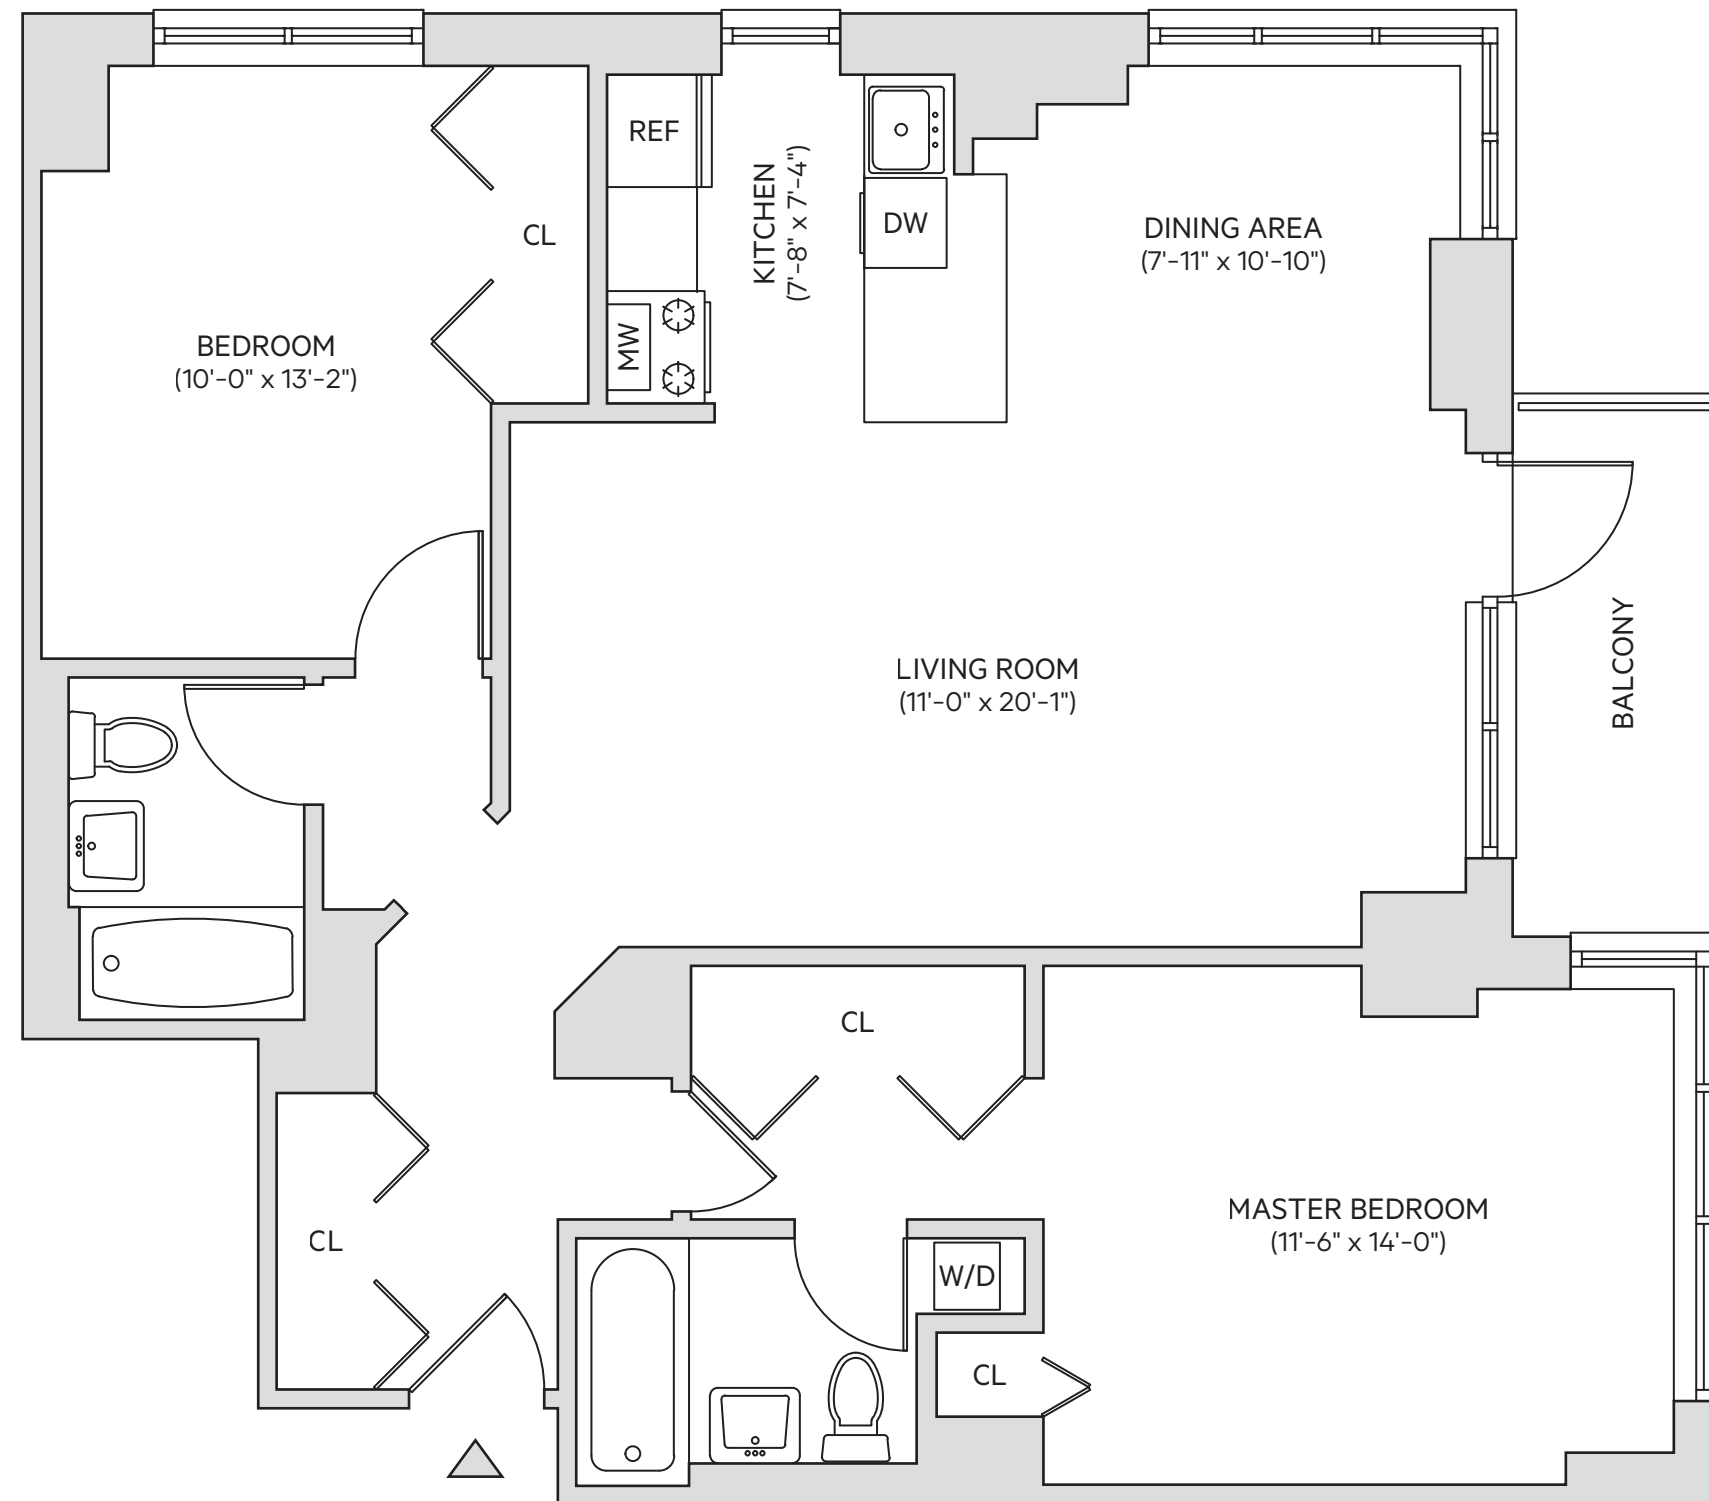 REF
KITCHEN
(7'-8" x 7'-4")
DW
CL
MW
DINING AREA
(7'-11" x 10'-10")
BEDROOM
(10'-0" x 13'-2")
LIVING ROOM
(11'-0" x 20'-1")
BALCONY
CL
CL
MASTER BEDROOM
(11'-6" x 14'-0")
W/D
CL